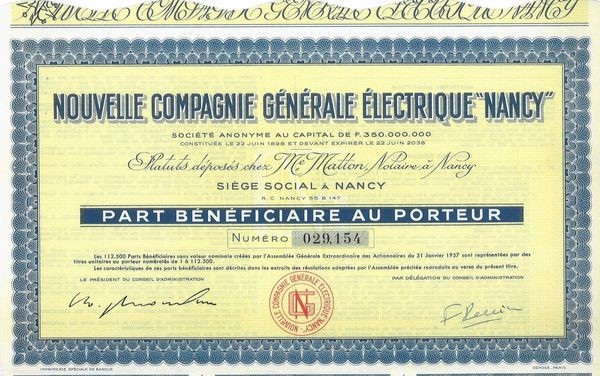 NOUVELLE COMPAGNIE GÉNÉRALE ÉLECTRIQUE "NANCY"
SOCIÉTÉ ANONYME AU CAPITAL DE F. 350.000.000
CONSTITUÉE LE 22 JUIN 1898 ET DEVANT EXPIRER LE 22 JUIN 2038
Statuts déposés chez Me Matton, Notaire à Nancy
SIÈGE SOCIAL À NANCY
R. C. NANCY 55 B 147
PART BÉNÉFICIAIRE AU PORTEUR
NUMÉRO 029,154
Les 112.500 Parts Bénéficiaires sans valeur nominale créées par l'Assemblée Générale Extraordinaire des Actionnaires du 31 Janvier 1957 sont représentées par des
titres unitaires au porteur numérotés de 1 à 112.500.
Les caractéristiques de ces parts bénéficiaires sont décrites dans les extraits des résolutions adoptées par l'Assemblée précitée reproduits au verso du présent titre.
LE PRÉSIDENT DU CONSEIL D'ADMINISTRATION
PAR DÉLÉGATION DU CONSEIL D'ADMINISTRATION
NOUVELLE COMPAGNIE GÉNÉRALE ÉLECTRIQUE "NANCY"
IMPRIMERIE SPÉCIALE DE BANQUE
DEPOSÉ, PARIS